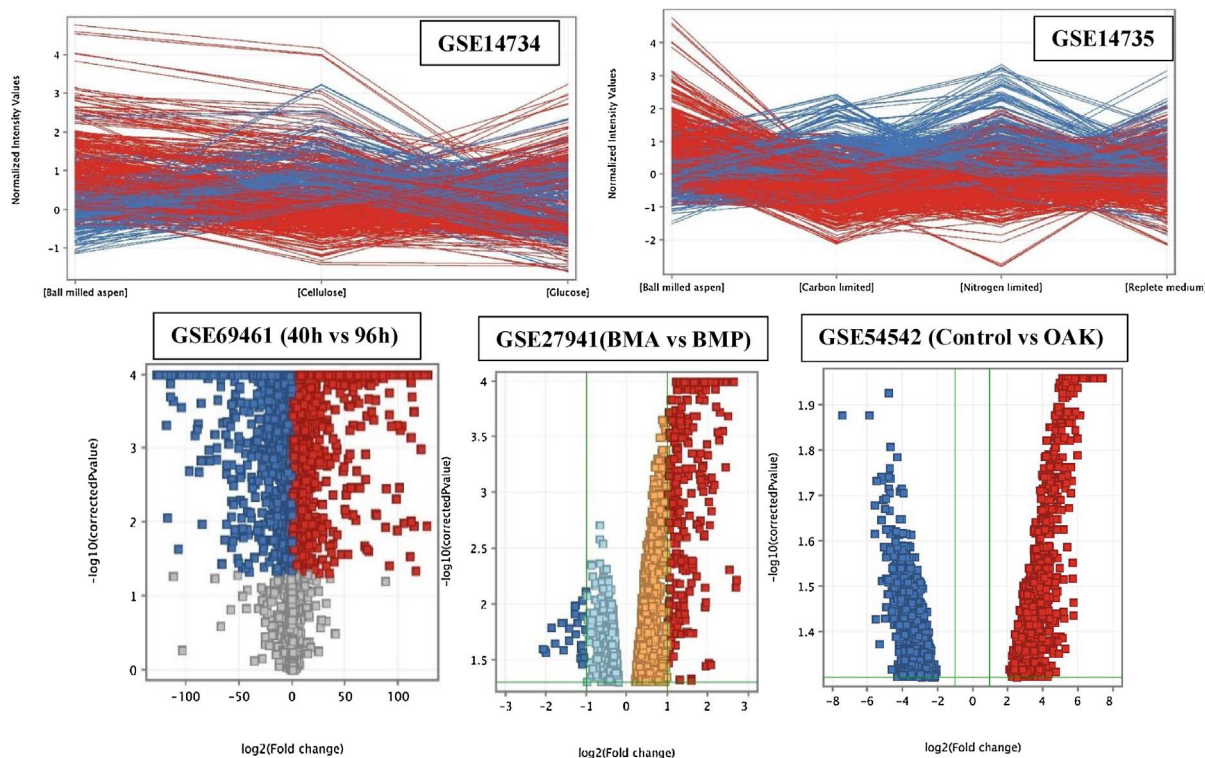 GSE14734
Normalized Intensity Values
4
3
2
1
0
-1
[Ball milled aspen]
[Cellulose]
[Glucose]
GSE14735
Normalized Intensity Values
4
3
2
1
0
-1
-2
[Ball milled aspen]
[Carbon limited]
[Nitrogen limited]
[Replete medium]
GSE69461 (40h vs 96h)
-log10(correctedPvalue)
4
3
2
1
0
-100
-50
0
50
100
log2(Fold change)
GSE27941(BMA vs BMP)
-log10(correctedPvalue)
4
3.5
3
2.5
2
1.5
-3
-2
-1
0
1
2
3
log2(Fold change)
GSE54542 (Control vs OAK)
-log10(correctedPvalue)
1.9
1.8
1.7
1.6
1.5
1.4
-8
-6
-4
-2
0
2
4
6
8
log2(Fold change)